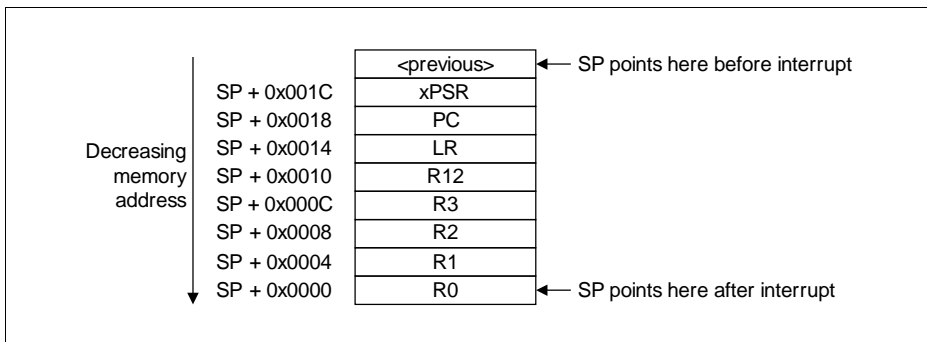 <previous> SP points here before interrupt
SP + 0x001C xPSR
SP + 0x0018 PC
SP + 0x0014 LR
SP + 0x0010 R12
SP + 0x000C R3
SP + 0x0008 R2
SP + 0x0004 R1
SP + 0x0000 R0 SP points here after interrupt
Decreasing
memory
address